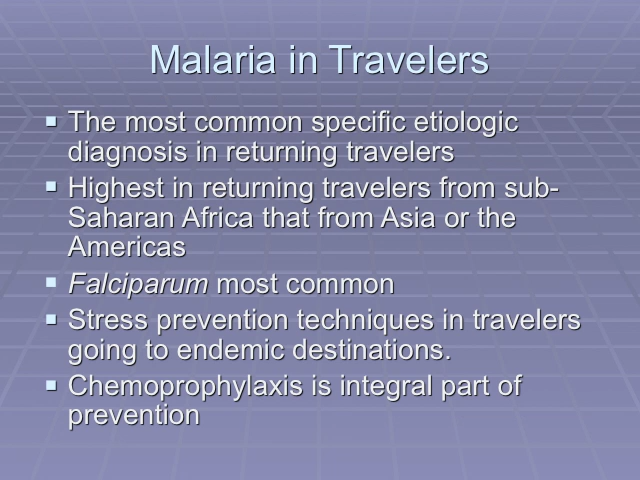 Malaria in Travelers
The most common specific etiologic
diagnosis in returning travelers
Highest in returning travelers from sub-
Saharan Africa that from Asia or the
Americas
Falciparum most common
Stress prevention techniques in travelers
going to endemic destinations.
Chemoprophylaxis is integral part of
prevention